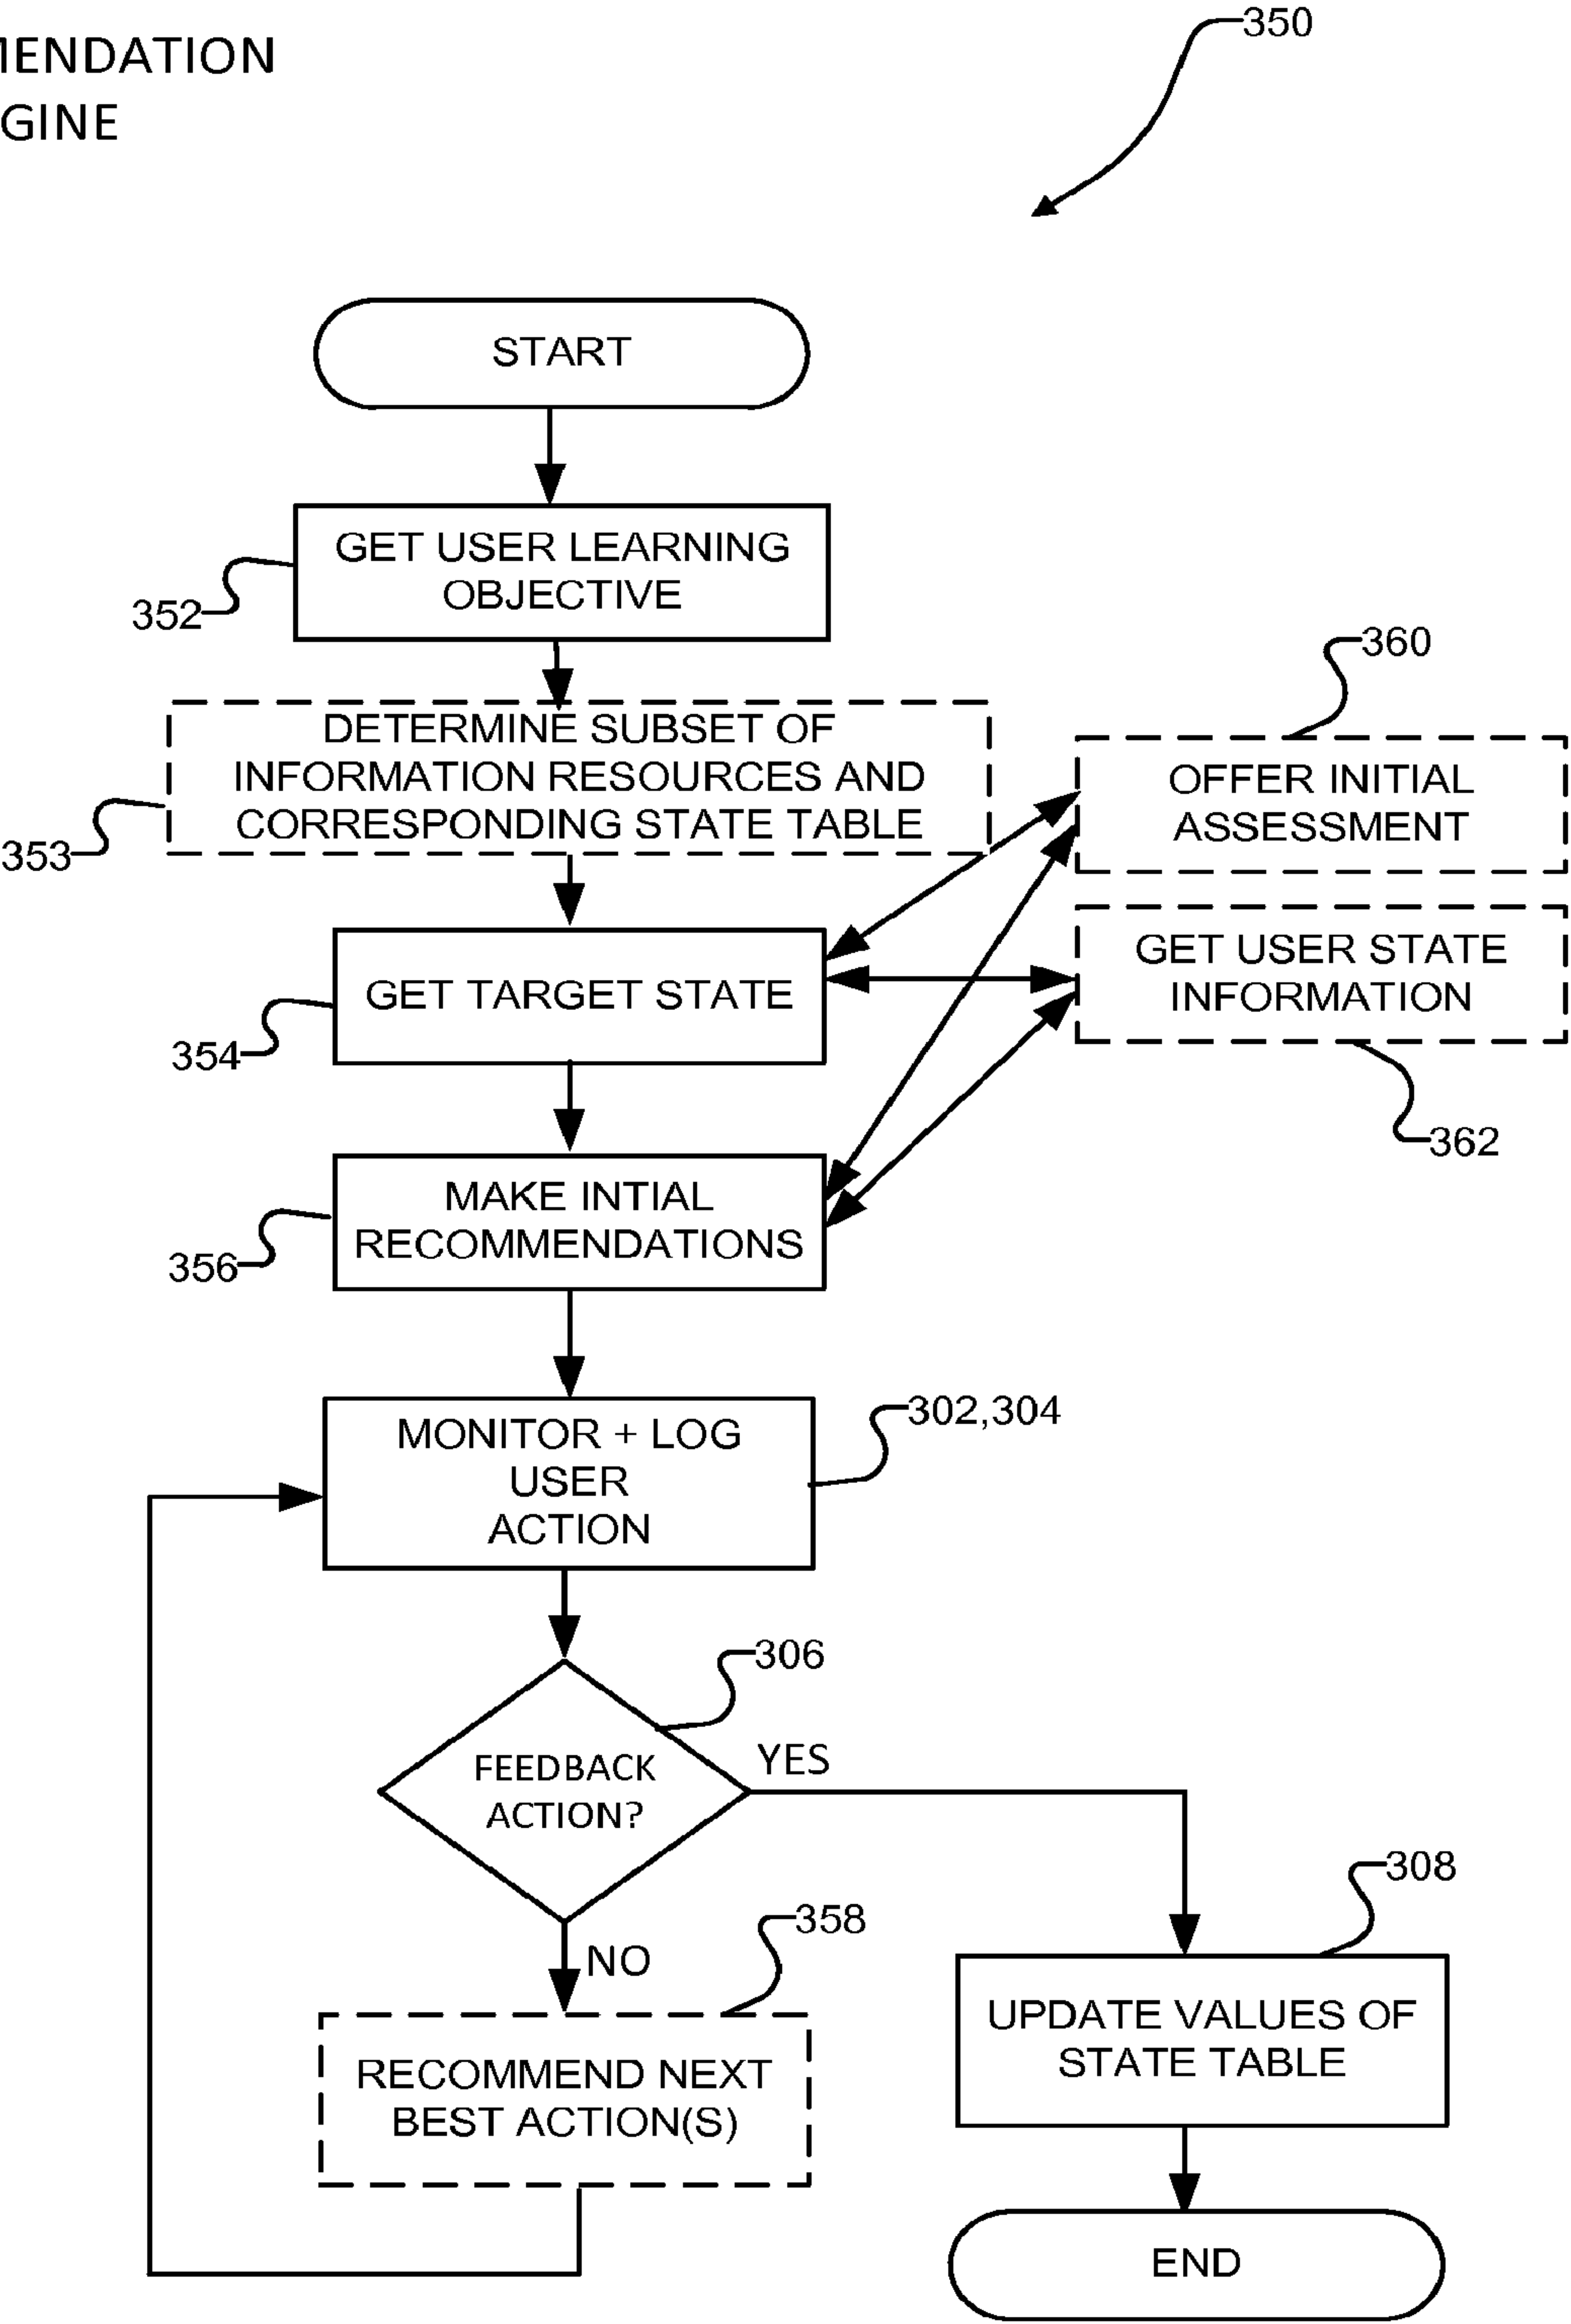 MENDATION
GINE
350
START
GET USER LEARNING
OBJECTIVE
352
DETERMINE SUBSET OF
INFORMATION RESOURCES AND
CORRESPONDING STATE TABLE
353
360
OFFER INITIAL
ASSESSMENT
GET USER STATE
INFORMATION
362
GET TARGET STATE
354
MAKE INTIAL
RECOMMENDATIONS
356
MONITOR + LOG
USER
ACTION
302,304
306
FEEDBACK
ACTION?
YES
NO
358
RECOMMEND NEXT
BEST ACTION(S)
308
UPDATE VALUES OF
STATE TABLE
END